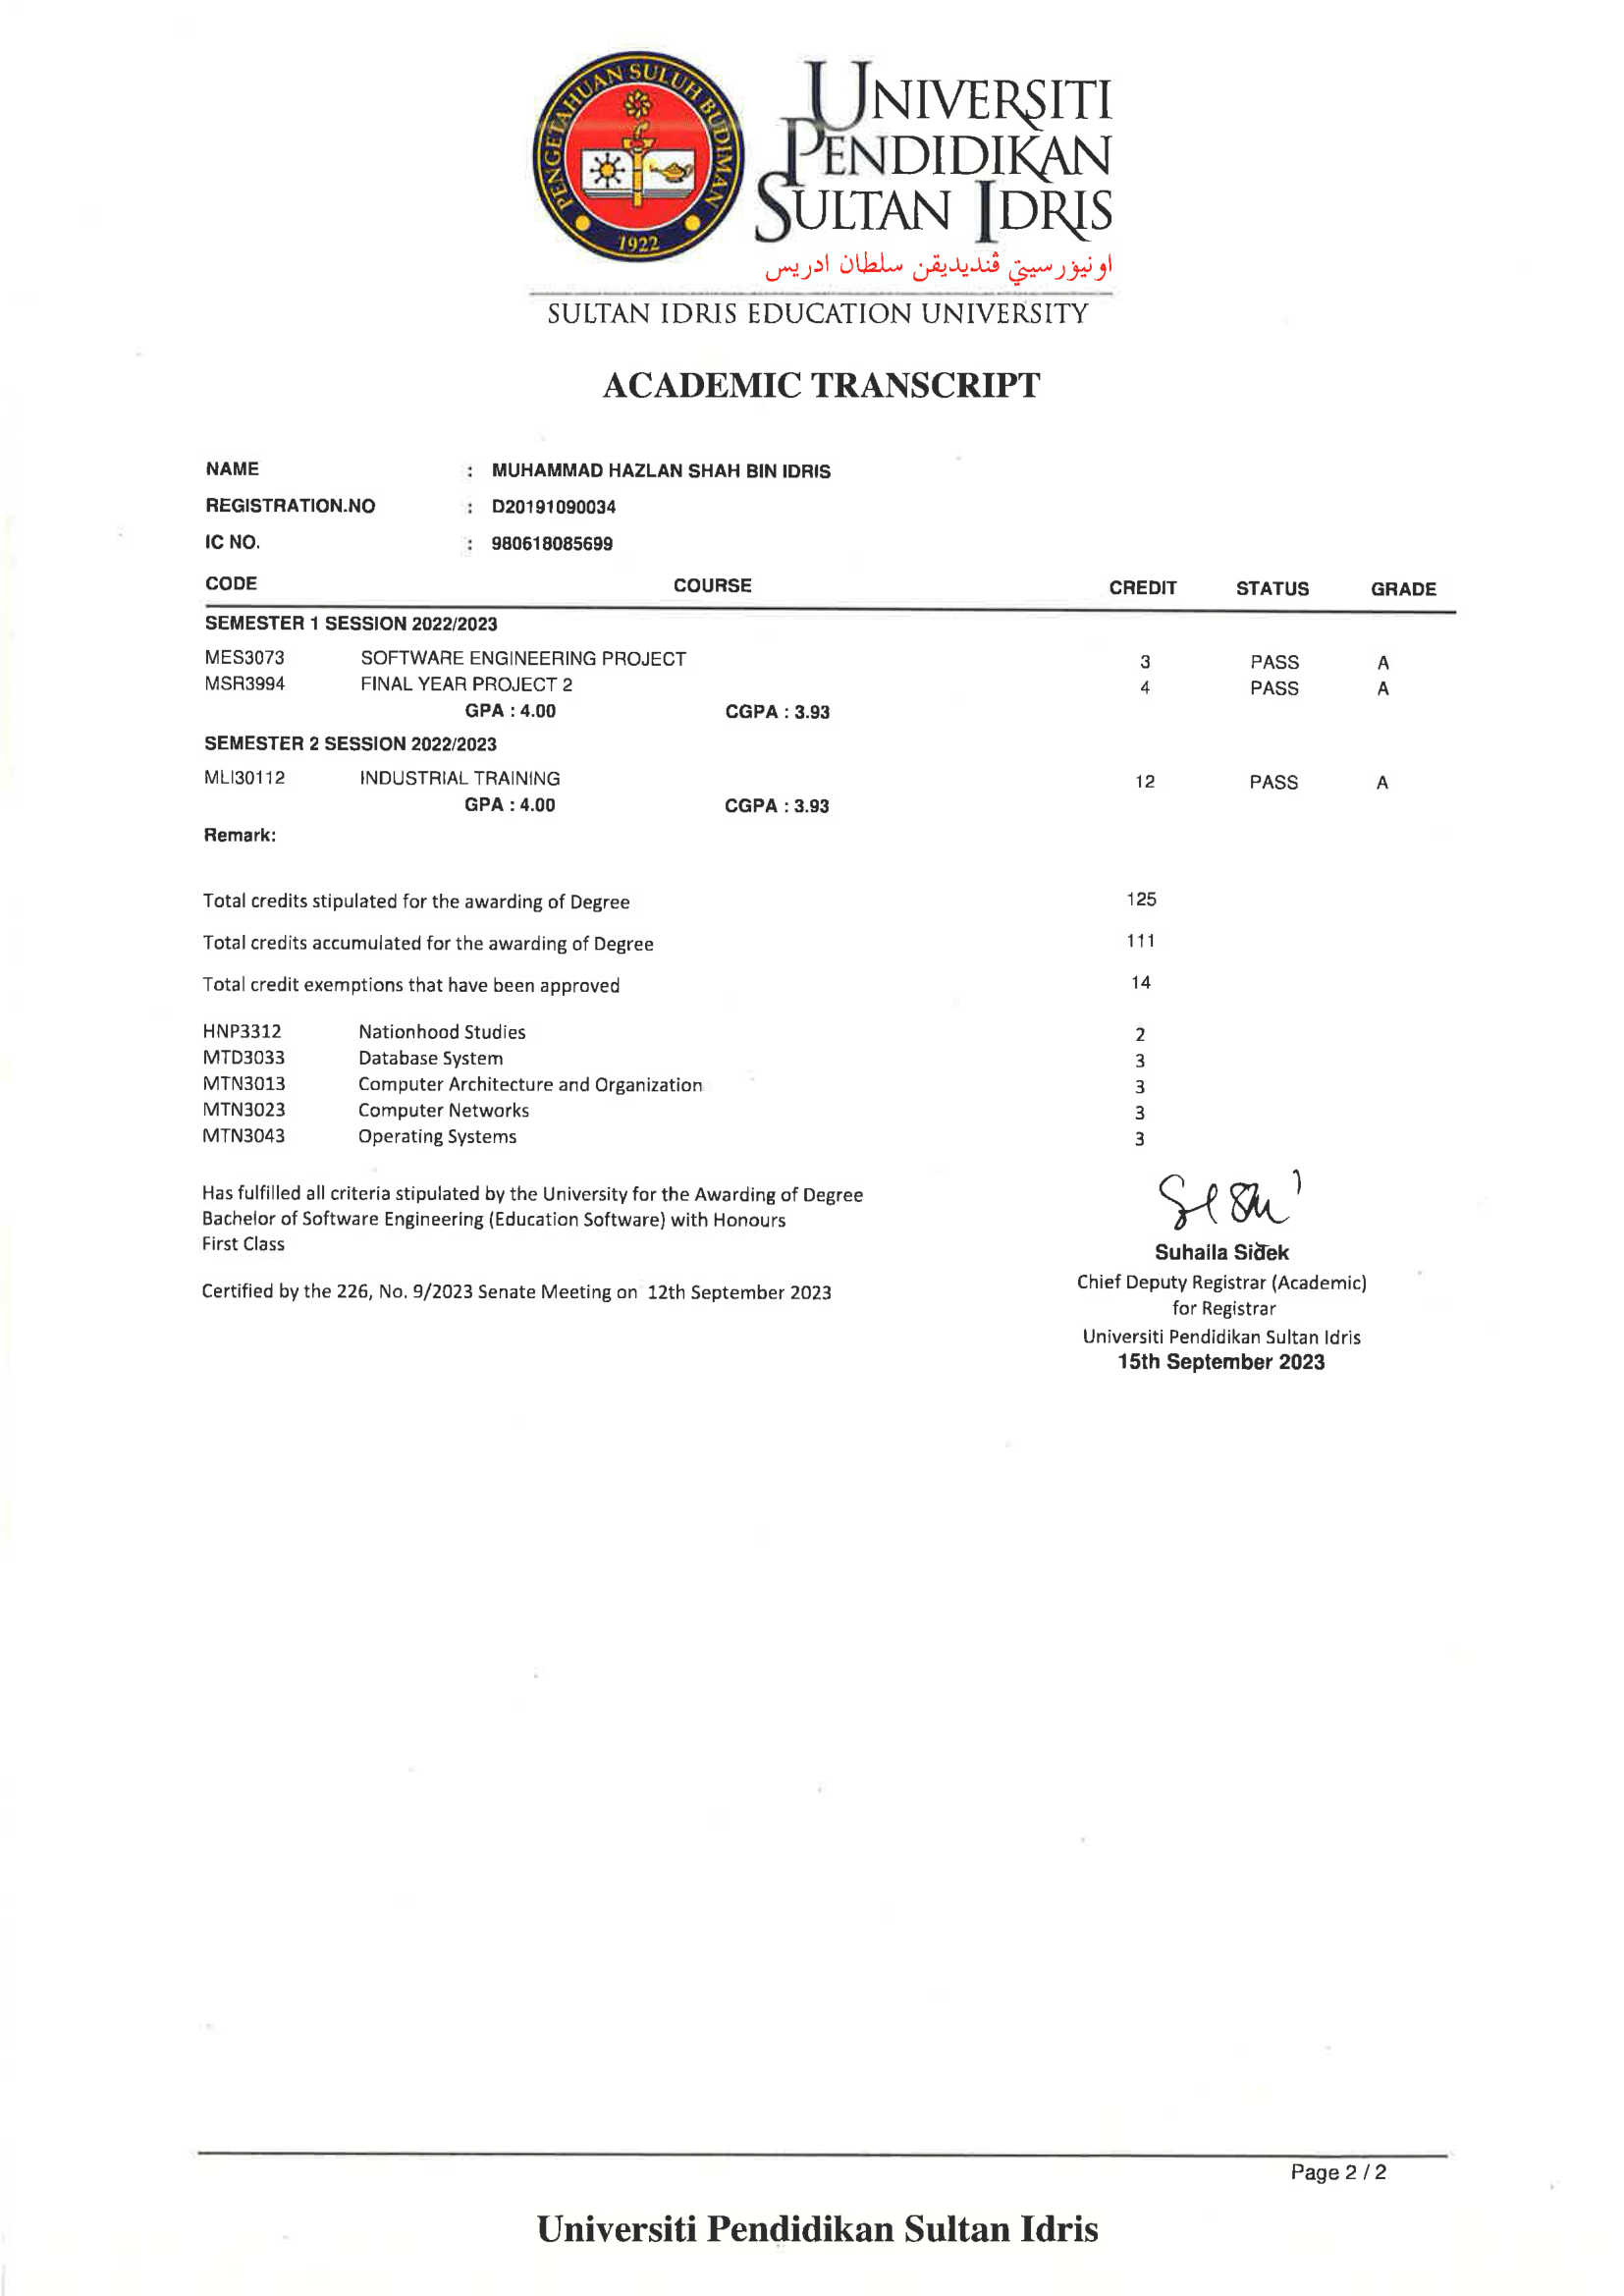 PENGETAHUAN SULUH BUDIMAN
1922
UNIVERSITI
PENDIDIKAN
SULTAN IDRIS
اونيۏرسيتي ڤنديديقن سلطان ادريس
SULTAN IDRIS EDUCATION UNIVERSITY
ACADEMIC TRANSCRIPT
NAME : MUHAMMAD HAZLAN SHAH BIN IDRIS
REGISTRATION.NO : D20191090034
IC NO. : 980618085699
CODE COURSE CREDIT STATUS GRADE
SEMESTER 1 SESSION 2022/2023
MES3073 SOFTWARE ENGINEERING PROJECT 3 PASS A
MSR3994 FINAL YEAR PROJECT 2 4 PASS A
GPA : 4.00 CGPA : 3.93
SEMESTER 2 SESSION 2022/2023
MLI30112 INDUSTRIAL TRAINING 12 PASS A
GPA : 4.00 CGPA : 3.93
Remark:
Total credits stipulated for the awarding of Degree 125
Total credits accumulated for the awarding of Degree 111
Total credit exemptions that have been approved 14
HNP3312 Nationhood Studies 2
MTD3033 Database System 3
MTN3013 Computer Architecture and Organization 3
MTN3023 Computer Networks 3
MTN3043 Operating Systems 3
Has fulfilled all criteria stipulated by the University for the Awarding of Degree
Bachelor of Software Engineering (Education Software) with Honours
First Class
Certified by the 226, No. 9/2023 Senate Meeting on 12th September 2023
Suhaila Sidek
Chief Deputy Registrar (Academic)
for Registrar
Universiti Pendidikan Sultan Idris
15th September 2023
Page 2 / 2
Universiti Pendidikan Sultan Idris